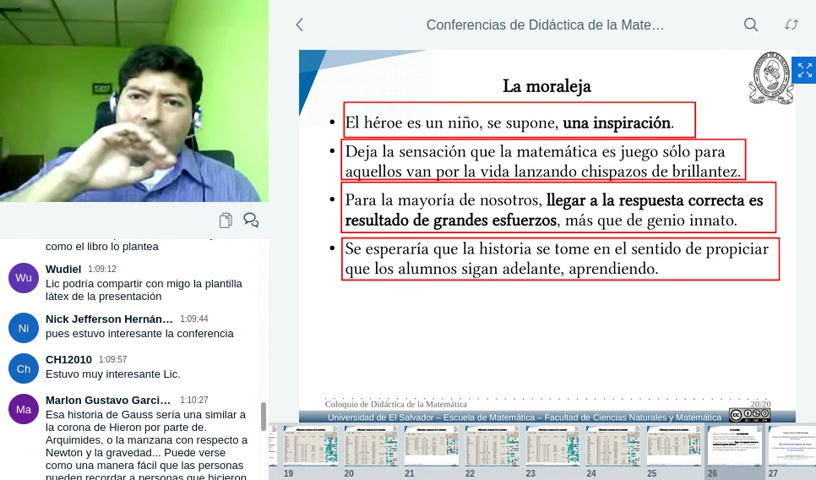 Conferencias de Didáctica de la Mate…
La moraleja
• El héroe es un niño, se supone, una inspiración.
• Deja la sensación que la matemática es juego sólo para
aquellos van por la vida lanzando chispazos de brillantez.
• Para la mayoría de nosotros, llegar a la respuesta correcta es
resultado de grandes esfuerzos, más que de genio innato.
• Se esperaría que la historia se tome en el sentido de propiciar
que los alumnos sigan adelante, aprendiendo.
Coloquio de Didáctica de la Matemática
20/20
Universidad de El Salvador – Escuela de Matemática – Facultad de Ciencias Naturales y Matemática
como el libro lo plantea
Wu
Wudiel 1:09:12
Lic podría compartir con migo la plantilla
látex de la presentación
Ni
Nick Jefferson Hernán… 1:09:44
pues estuvo interesante la conferencia
Ch
CH12010 1:09:57
Estuvo muy interesante Lic.
Ma
Marlon Gustavo Garci… 1:10:27
Esa historia de Gauss sería una similar a
la corona de Hieron por parte de.
Arquimides, o la manzana con respecto a
Newton y la gravedad... Puede verse
como una manera fácil que las personas
pueden recordar a personas que hicieron
19
20
21
22
23
24
25
26
27